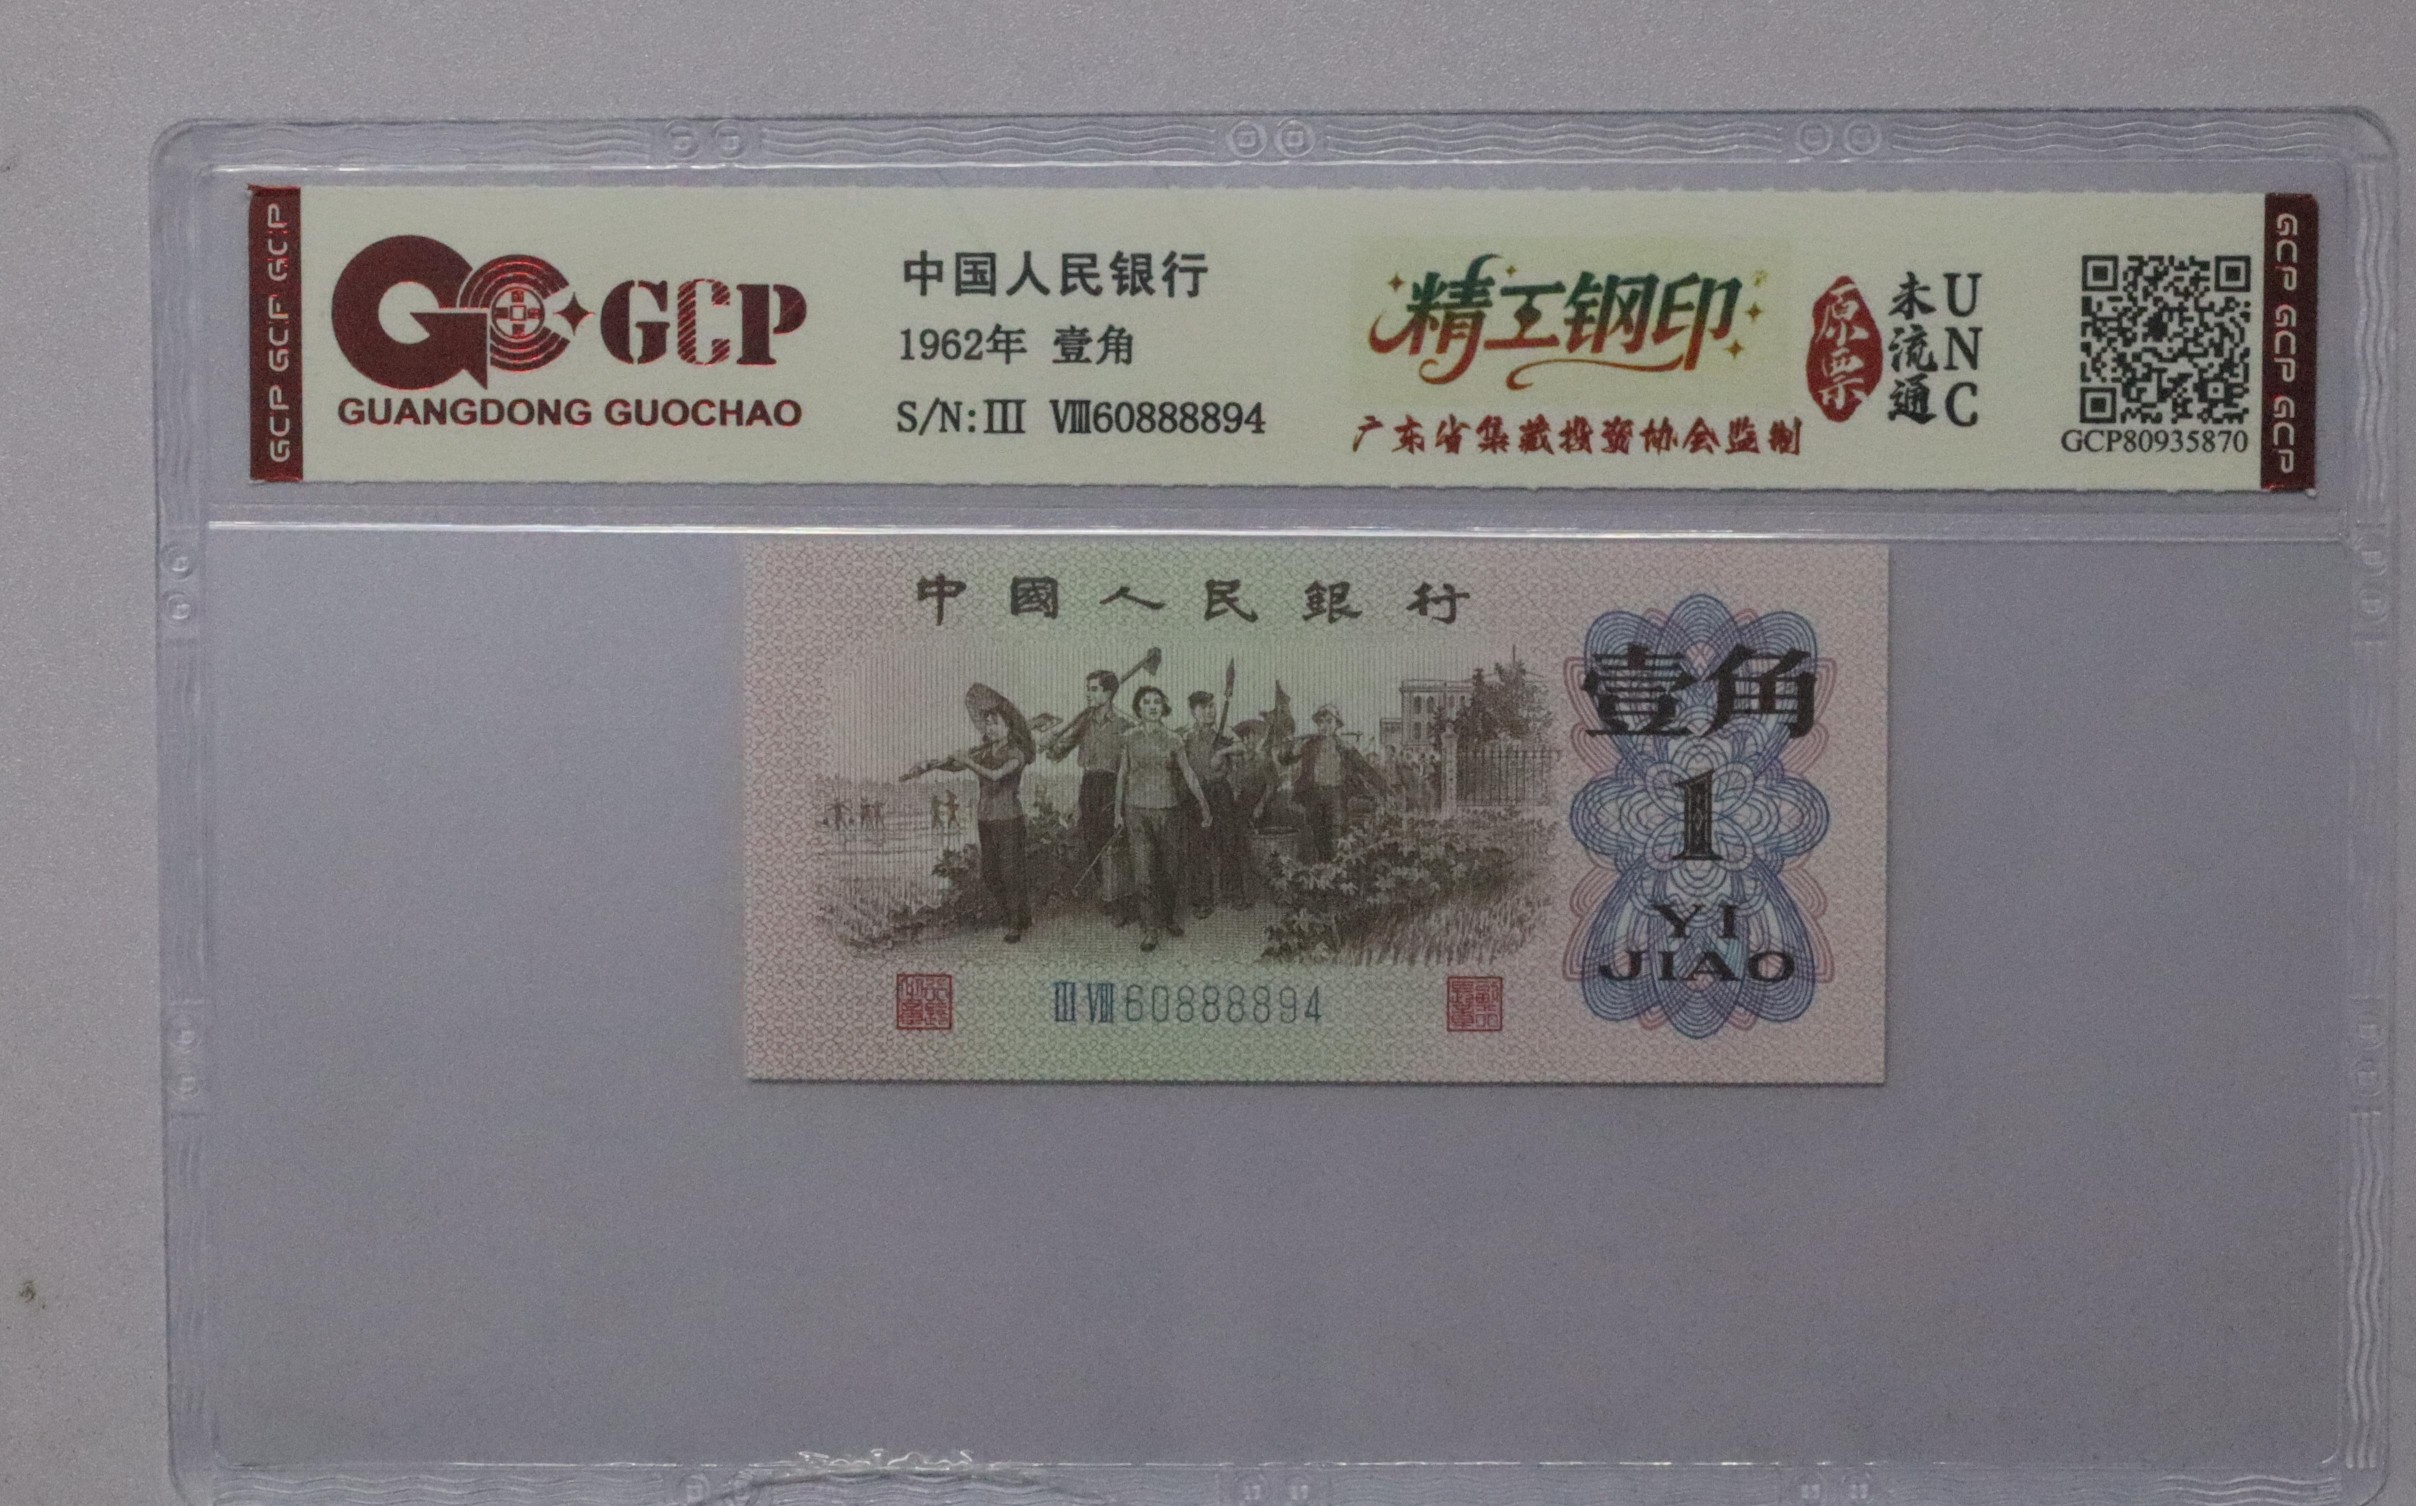 GCP GCP GCP
GCP
GUANGDONG GUOCHAO
中国人民银行
1962年 壹角
S/N:III VIII60888894
精工钢印
广东省集藏投资协会监制
原票
未流通
UNC
GCP80935870
GCP GCP GCP
中國人民銀行
壹角
1
YI
JIAO
III VIII 60888894